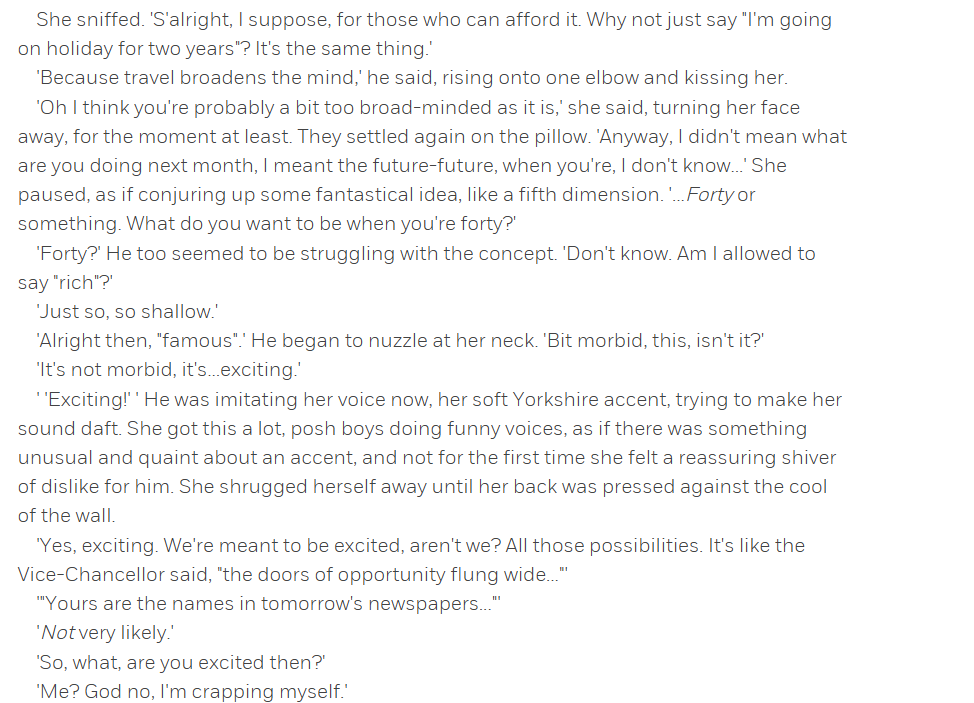 She sniffed. 'S'alright, I suppose, for those who can afford it. Why not just say "I'm going
on holiday for two years"? It's the same thing.'
'Because travel broadens the mind,' he said, rising onto one elbow and kissing her.
'Oh I think you're probably a bit too broad-minded as it is,' she said, turning her face
away, for the moment at least. They settled again on the pillow. 'Anyway, I didn't mean what
are you doing next month, I meant the future-future, when you're, I don't know...' She
paused, as if conjuring up some fantastical idea, like a fifth dimension. '...Forty or
something. What do you want to be when you're forty?'
'Forty?' He too seemed to be struggling with the concept. 'Don't know. Am I allowed to
say "rich"?'
'Just so, so shallow.'
'Alright then, "famous".' He began to nuzzle at her neck. 'Bit morbid, this, isn't it?'
'It's not morbid, it's...exciting.'
' 'Exciting!' ' He was imitating her voice now, her soft Yorkshire accent, trying to make her
sound daft. She got this a lot, posh boys doing funny voices, as if there was something
unusual and quaint about an accent, and not for the first time she felt a reassuring shiver
of dislike for him. She shrugged herself away until her back was pressed against the cool
of the wall.
'Yes, exciting. We're meant to be excited, aren't we? All those possibilities. It's like the
Vice-Chancellor said, "the doors of opportunity flung wide..."'
'"Yours are the names in tomorrow's newspapers..."'
'Not very likely.'
'So, what, are you excited then?'
'Me? God no, I'm crapping myself.'